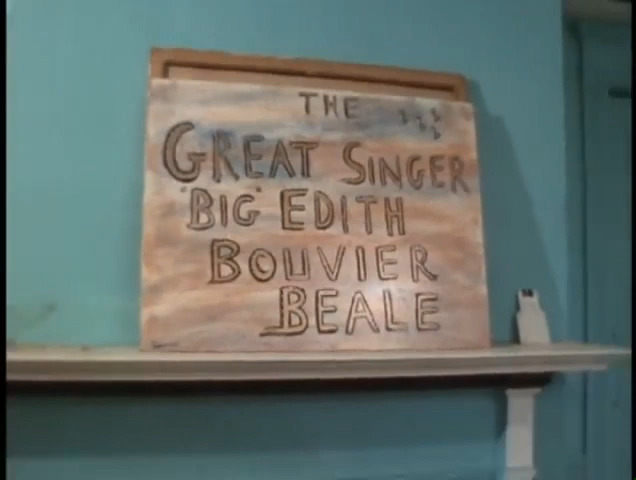 THE
GREAT SINGER
"BIG" EDITH
BOUVIER
BEALE